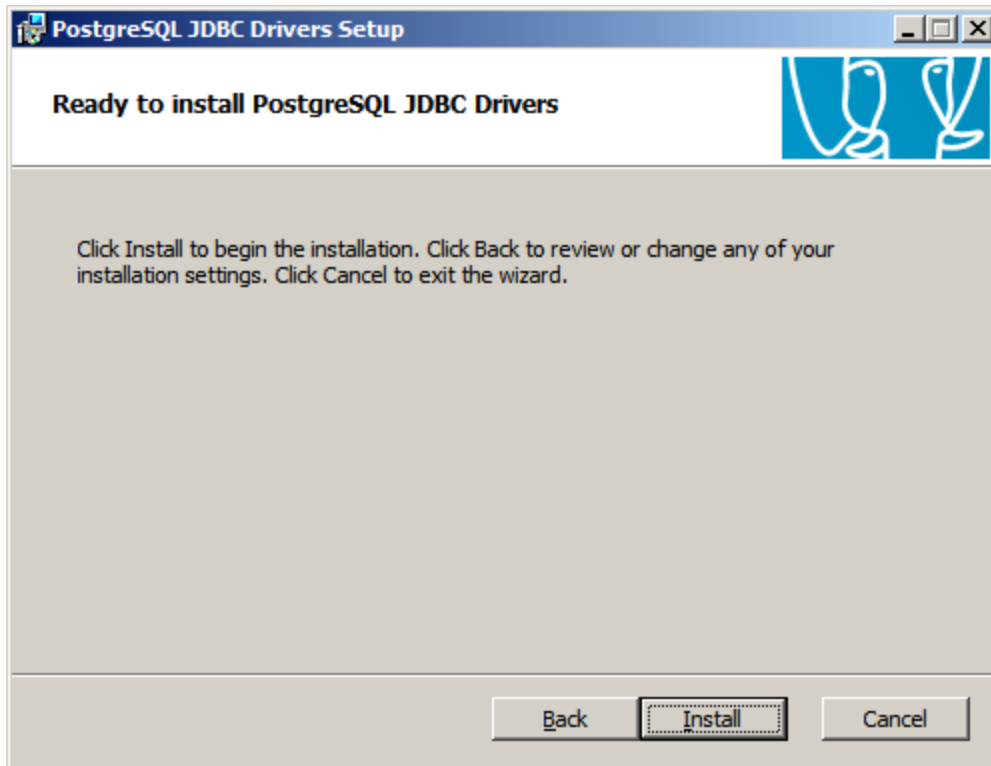 PostgreSQL JDBC Drivers Setup
Ready to install PostgreSQL JDBC Drivers
Click Install to begin the installation. Click Back to review or change any of your
installation settings. Click Cancel to exit the wizard.
Back Install Cancel